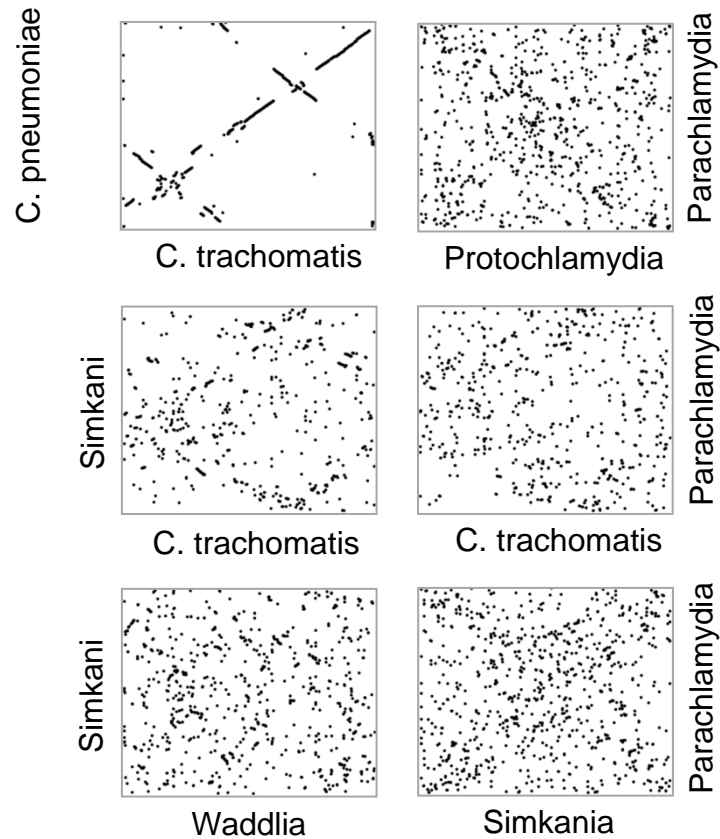 C. pneumoniae
Parachlamydia
C. trachomatis
Protochlamydia
Simkani
Parachlamydia
C. trachomatis
C. trachomatis
Simkani
Parachlamydia
Waddlia
Simkania